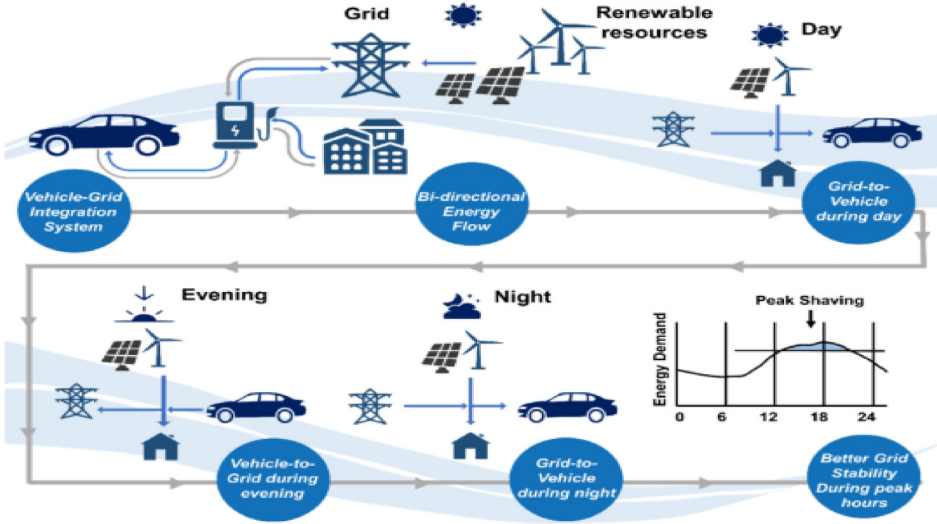 Grid
Renewable
resources
Day
Vehicle-Grid
Integration
System
Bi-directional
Energy
Flow
Grid-to-
Vehicle
during day
Evening
Night
Peak Shaving
Energy Demand
0 6 12 18 24
Vehicle-to-
Grid during
evening
Grid-to-
Vehicle
during night
Better Grid
Stability
During peak
hours